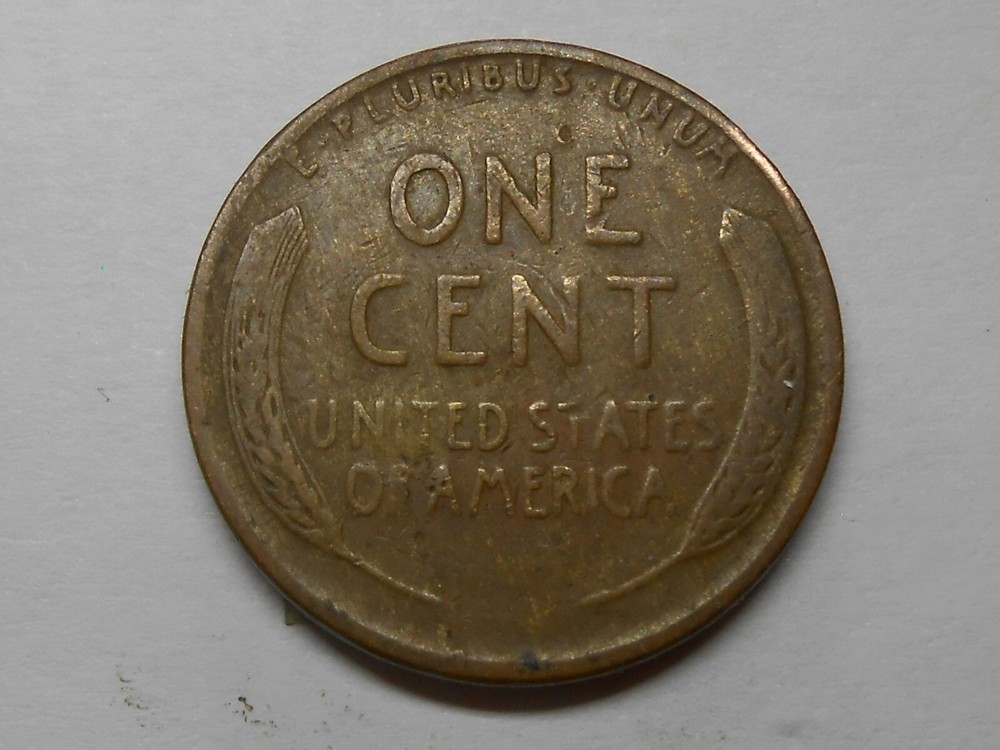 E·PLURIBUS·UNUM
ONE
CENT
UNITED STATES
OF AMERICA